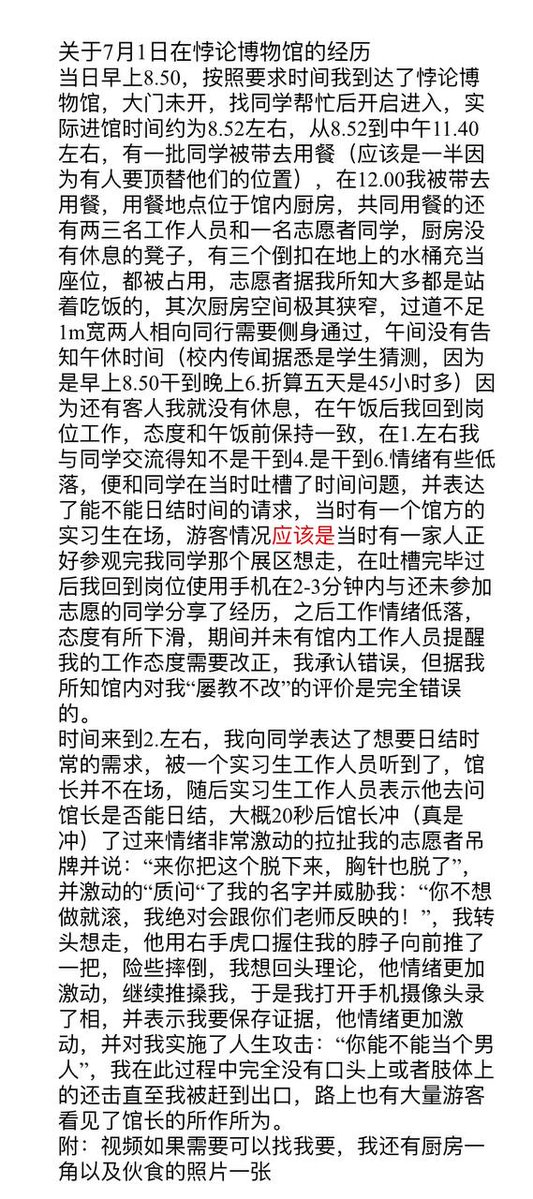 关于7月1日在悖论博物馆的经历
当日早上8.50，按照要求时间我到达了悖论博
物馆，大门未开，找同学帮忙后开启进入，实
际进馆时间约为8.52左右，从8.52到中午11.40
左右，有一批同学被带去用餐（应该是一半因
为有人要顶替他们的位置），在12.00我被带去
用餐，用餐地点位于馆内厨房，共同用餐的还
有两三名工作人员和一名志愿者同学，厨房没
有休息的凳子，有三个倒扣在地上的水桶充当
座位，都被占用，志愿者据我所知大多都是站
着吃饭的，其次厨房空间极其狭窄，过道不足
1m宽两人相向同行需要侧身通过，午间没有告
知午休时间（校内传闻据悉是学生猜测，因为
是早上8.50干到晚上6.折算五天是45小时多）因
为还有客人我就没有休息，在午饭后我回到岗
位工作，态度和午饭前保持一致，在1.左右我
与同学交流得知不是干到4.是干到6.情绪有些低
落，便和同学在当时吐槽了时间问题，并表达
了能不能日结时间的请求，当时有一个馆方的
实习生在场，游客情况应该是当时有一家人正
好参观完我同学那个展区想走，在吐槽完毕过
后我回到岗位使用手机在2-3分钟内与还未参加
志愿的同学分享了经历，之后工作情绪低落，
态度有所下滑，期间并未有馆内工作人员提醒
我的工作态度需要改正，我承认错误，但据我
所知馆内对我“屡教不改”的评价是完全错误
的。
时间来到2.左右，我向同学表达了想要日结时
常的需求，被一个实习生工作人员听到了，馆
长并不在场，随后实习生工作人员表示他去问
馆长是否能日结，大概20秒后馆长冲（真是
冲）了过来情绪非常激动的拉扯我的志愿者吊
牌并说：“来你把这个脱下来，胸针也脱了”，
并激动的“质问“了我的名字并威胁我：“你不想
做就滚，我绝对会跟你们老师反映的！”，我转
头想走，他用右手虎口握住我的脖子向前推了
一把，险些摔倒，我想回头理论，他情绪更加
激动，继续推搡我，于是我打开手机摄像头录
了相，并表示我要保存证据，他情绪更加激
动，并对我实施了人生攻击：“你能不能当个男
人”，我在此过程中完全没有口头上或者肢体上
的还击直至我被赶到出口，路上也有大量游客
看见了馆长的所作所为。
附：视频如果需要可以找我要，我还有厨房一
角以及伙食的照片一张